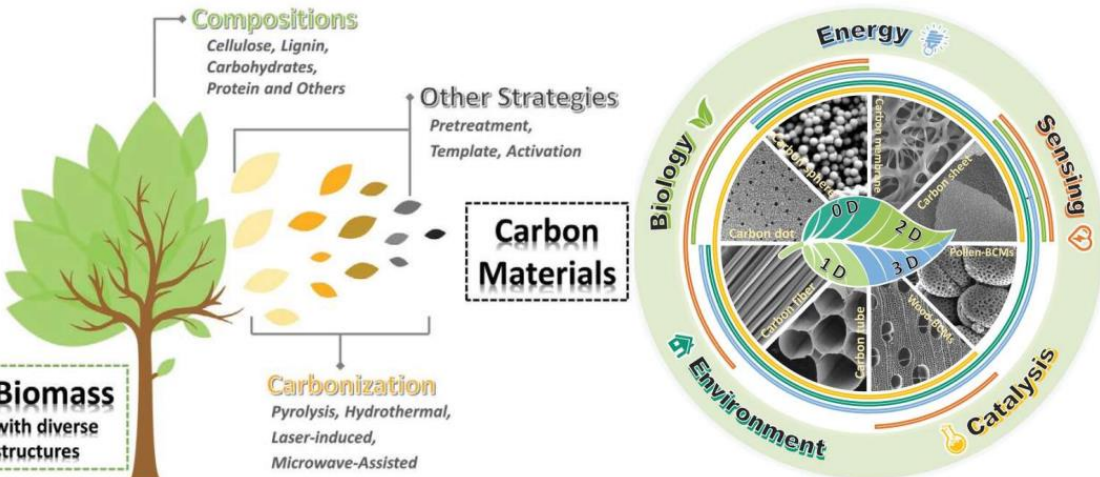 Compositions
Cellulose, Lignin,
Carbohydrates,
Protein and Others
Other Strategies
Pretreatment,
Template, Activation
Carbon
Materials
Biomass
with diverse
structures
Carbonization
Pyrolysis, Hydrothermal,
Laser-induced,
Microwave-Assisted
Energy
Sensing
Catalysis
Environment
Biology
Carbon sphere
Carbon membrane
Carbon sheet
Carbon dot
0 D
2 D
1 D
3 D
Pollen-BCMs
Carbon fiber
Carbon tube
Wood-BCMs